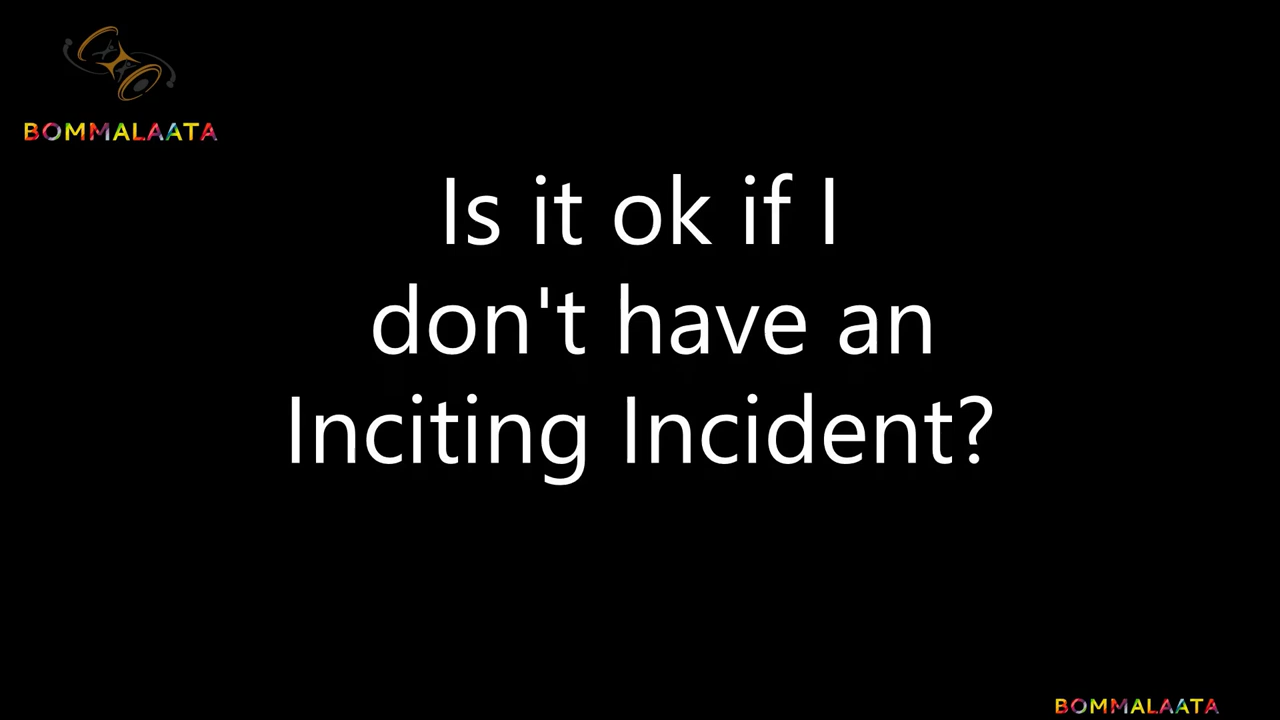 BOMMALAATA
Is it ok if I
don't have an
Inciting Incident?
BOMMALAATA